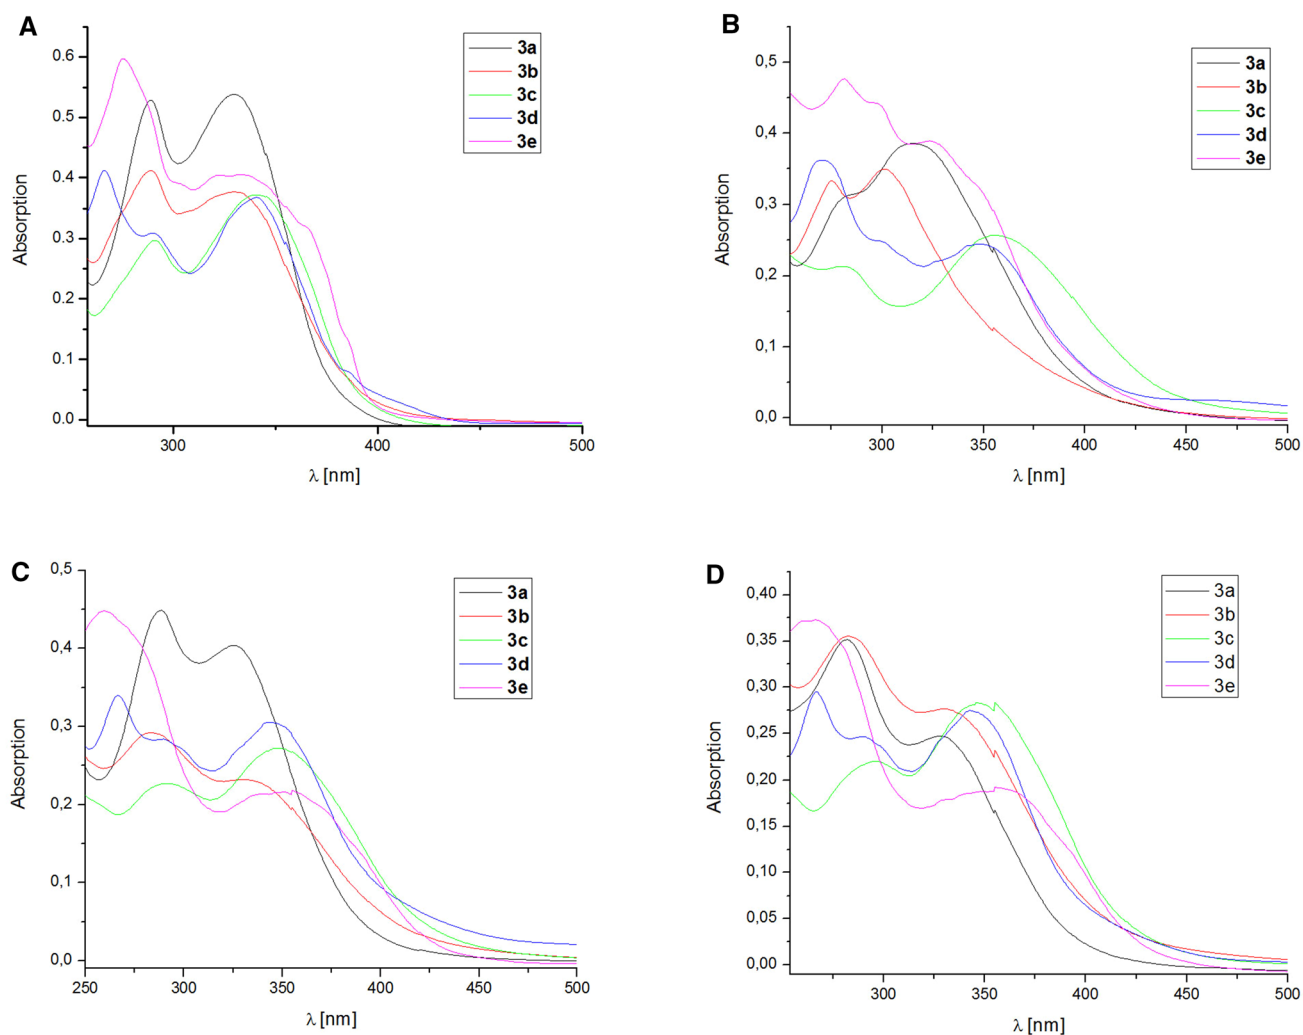 A
3a
3b
3c
3d
3e
0.6
0.5
0.4
0.3
0.2
0.1
0.0
Absorption
300
400
500
λ [nm]
B
3a
3b
3c
3d
3e
0,5
0,4
0,3
0,2
0,1
0,0
Absorption
300
350
400
450
500
λ [nm]
C
3a
3b
3c
3d
3e
0,5
0,4
0,3
0,2
0,1
0,0
Absorption
250
300
350
400
450
500
λ [nm]
D
3a
3b
3c
3d
3e
0,40
0,35
0,30
0,25
0,20
0,15
0,10
0,05
0,00
Absorption
300
350
400
450
500
λ [nm]